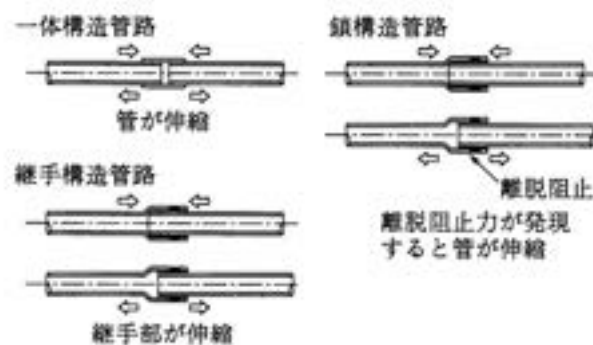 一体構造管路
管が伸縮
継手構造管路
継手部が伸縮
鎖構造管路
離脱阻止
離脱阻止力が発現
すると管が伸縮